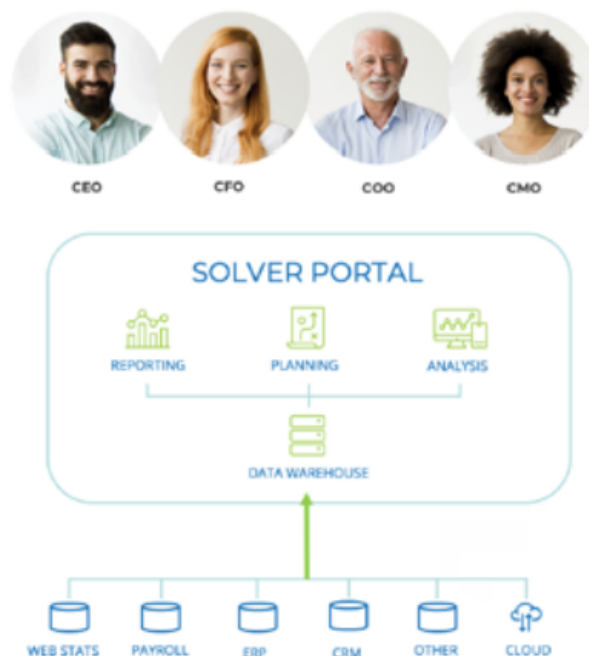 CEO CFO COO CMO
SOLVER PORTAL
REPORTING PLANNING ANALYSIS
DATA WAREHOUSE
WEB STATS PAYROLL ERP CRM OTHER CLOUD